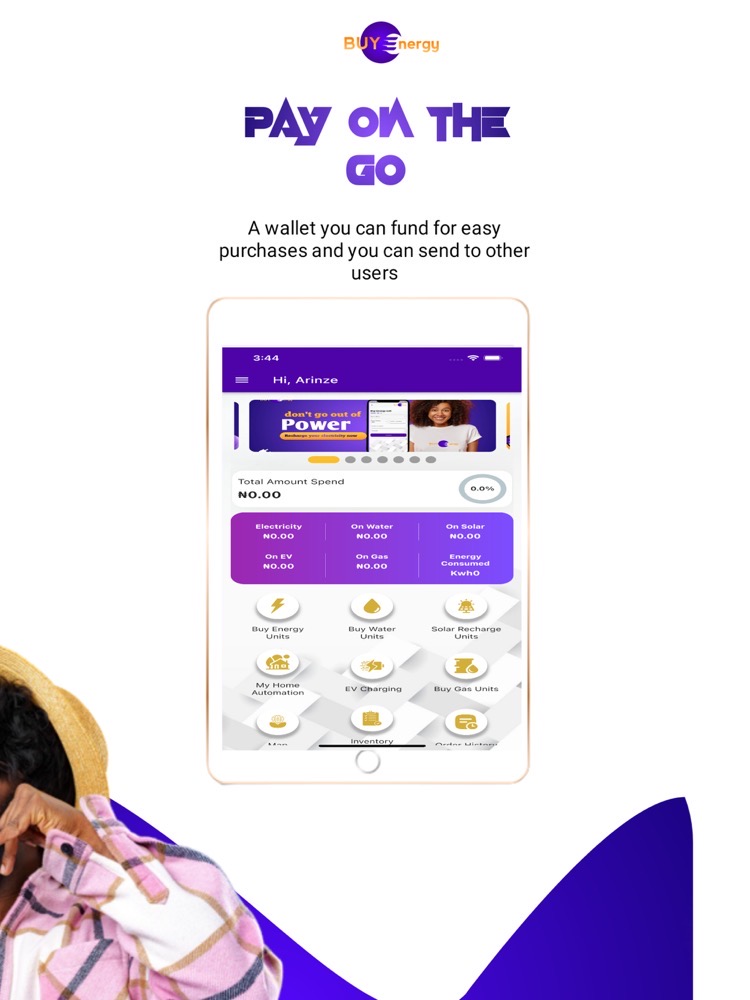 BUY Energy
PAY ON THE
GO
A wallet you can fund for easy
purchases and you can send to other
users
3:44
Hi, Arinze
don't go out of
Power
Recharge your electricity now
Total Amount Spend
₦0.00
0.0%
Electricity On Water On Solar
₦0.00 ₦0.00 ₦0.00
On EV On Gas Energy
Consumed
₦0.00 ₦0.00 Kwh0
Buy Energy Buy Water Solar Recharge
Units Units Units
My Home
Automation EV Charging Buy Gas Units
Map Inventory Order History